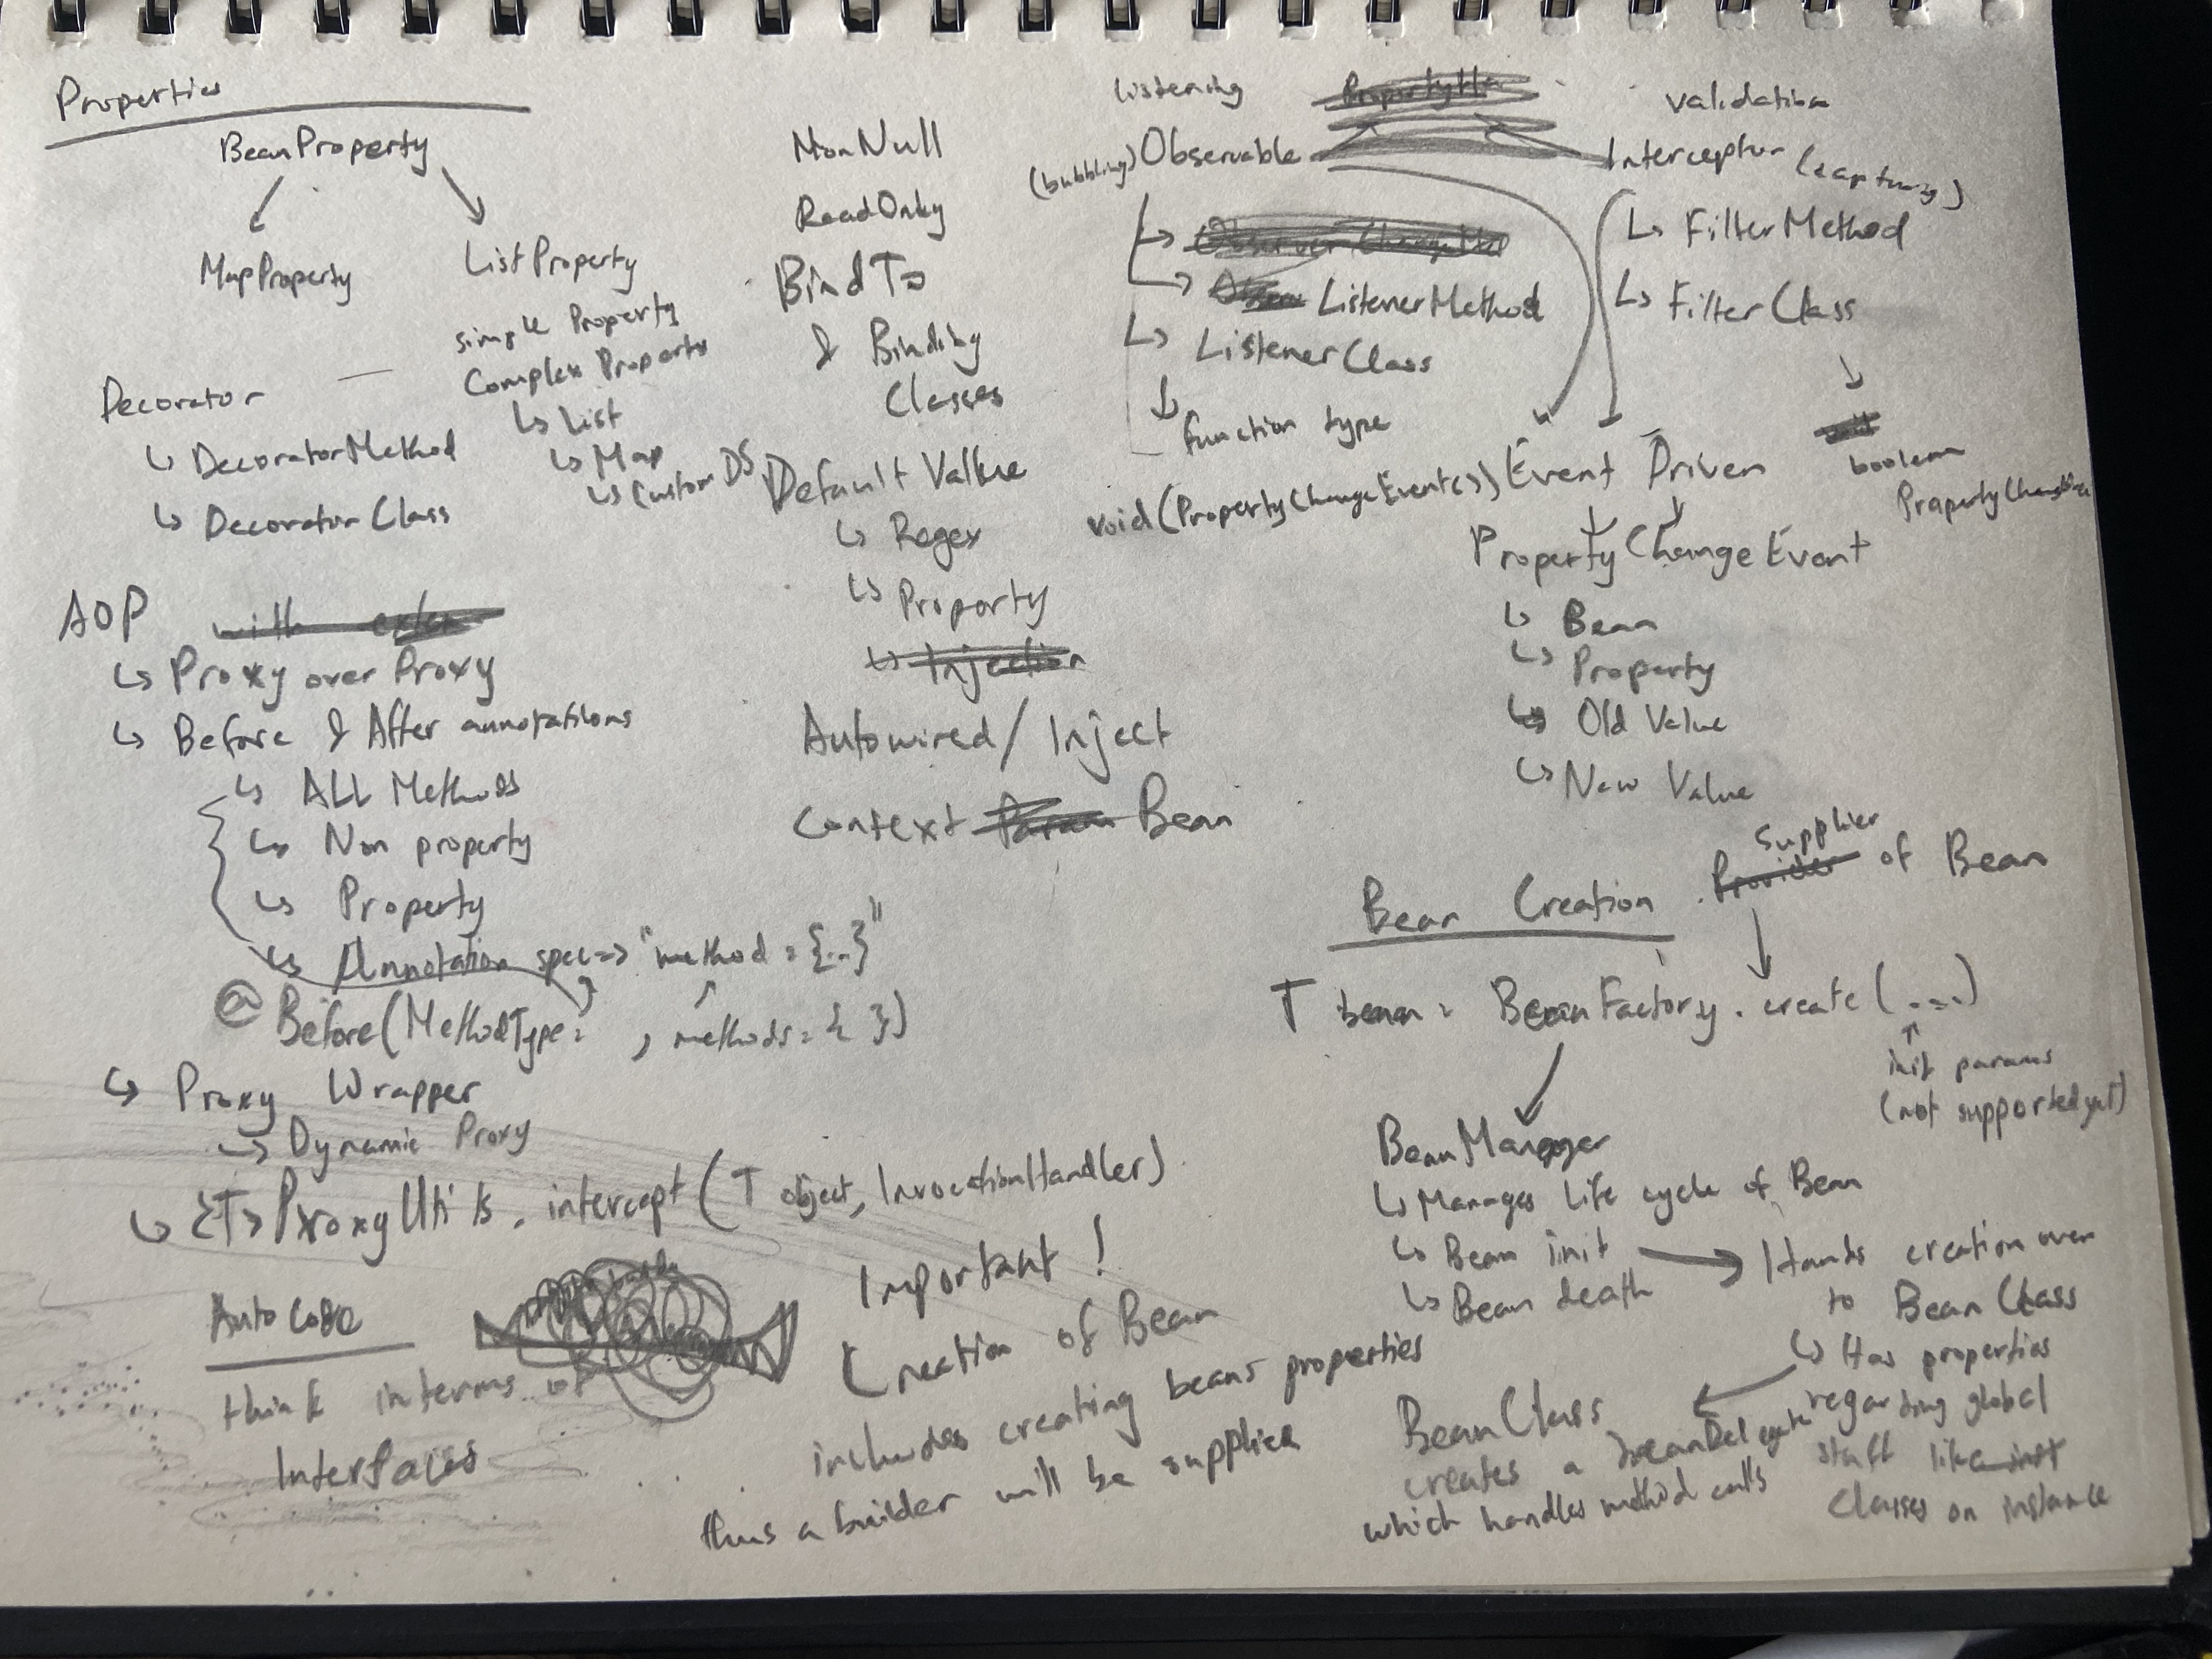 Properties
BeanProperty
MapProperty
ListProperty
simple Property
Complex Property
↳ List
↳ Map
↳ Custom DS
Decorator
↳ DecoratorMethod
↳ DecoratorClass
NonNull
ReadOnly
BindTo
& Binding
Classes
Default Value
↳ Regex
↳ Property
↳ Injection
Autowired / Inject
Context Param Bean
listening
(bubbling) Observable
↳ ListenerMethod
↳ ListenerClass
↳ function type
void(PropertyChangeEvent(s))
validation
Interceptor (capturing)
↳ FilterMethod
↳ FilterClass
boolean
Event Driven
PropertyChangeEvent
↳ Bean
↳ Property
↳ Old Value
↳ New Value
AOP
↳ Proxy over Proxy
↳ Before & After annotations
↳ ALL Methods
↳ Non property
↳ Property
↳ Annotation spec => "method = {..}"
@Before(MethodType= , methods = { })
↳ Proxy Wrapper
↳ Dynamic Proxy
↳ <T> ProxyUtils.intercept(T object, InvocationHandler)
Auto Code
think in terms of
Interfaces
Important!
Creation of Bean
includes creating beans properties
thus a builder will be supplied
Bean Creation
Supplier
Provider of Bean
T bean = BeanFactory.create(....)
init params
(not supported yet)
BeanManager
↳ Manages life cycle of Bean
↳ Bean init
↳ Bean death
Hands creation over
to BeanClass
↳ Has properties
regarding global
stuff like
classes on instance
BeanClass
creates a BeanDelegate
which handles method calls